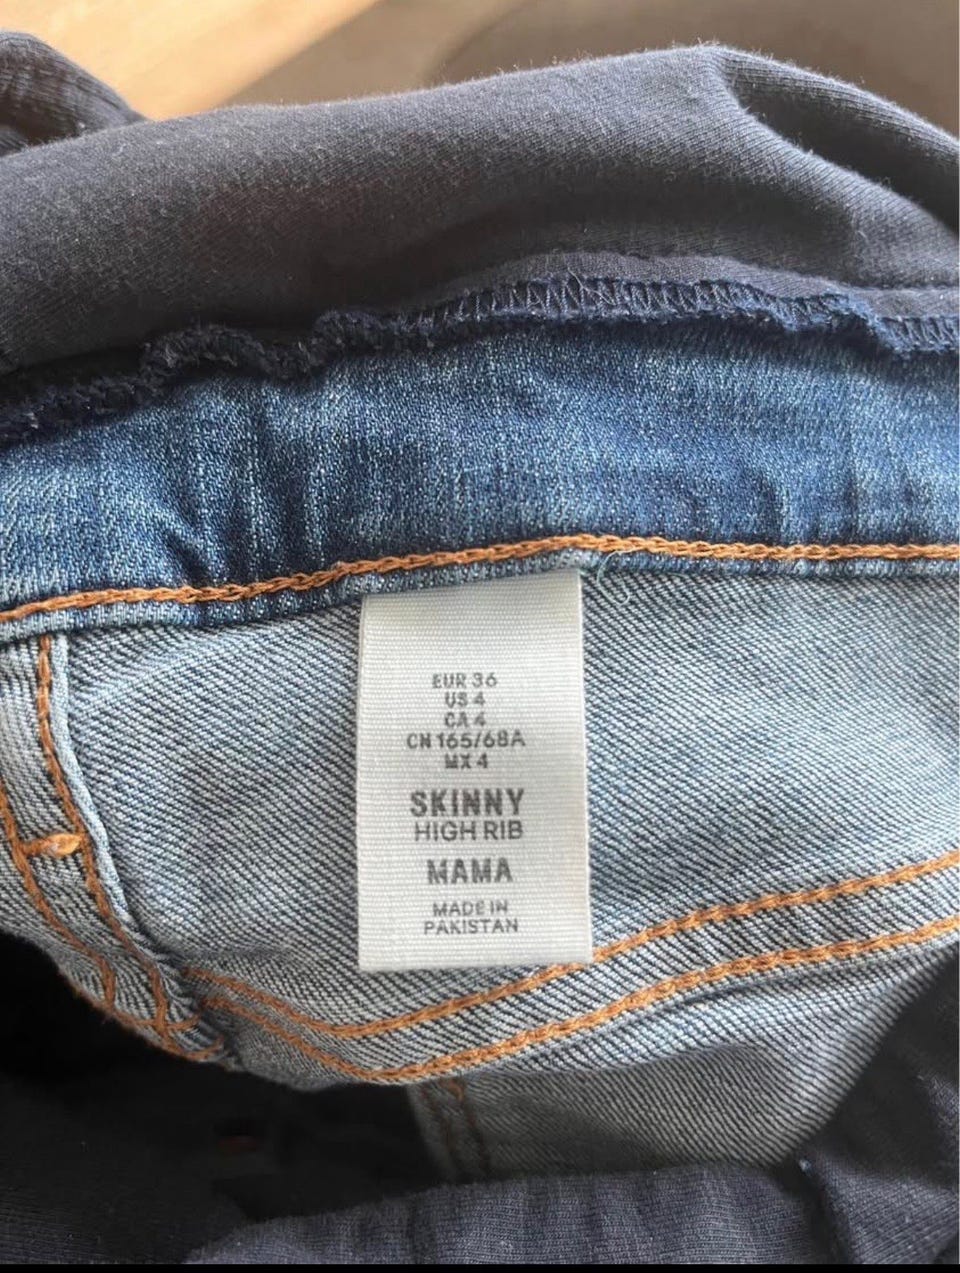 EUR 36
US 4
CA 4
CN 165/68A
MX 4
SKINNY
HIGH RIB
MAMA
MADE IN
PAKISTAN